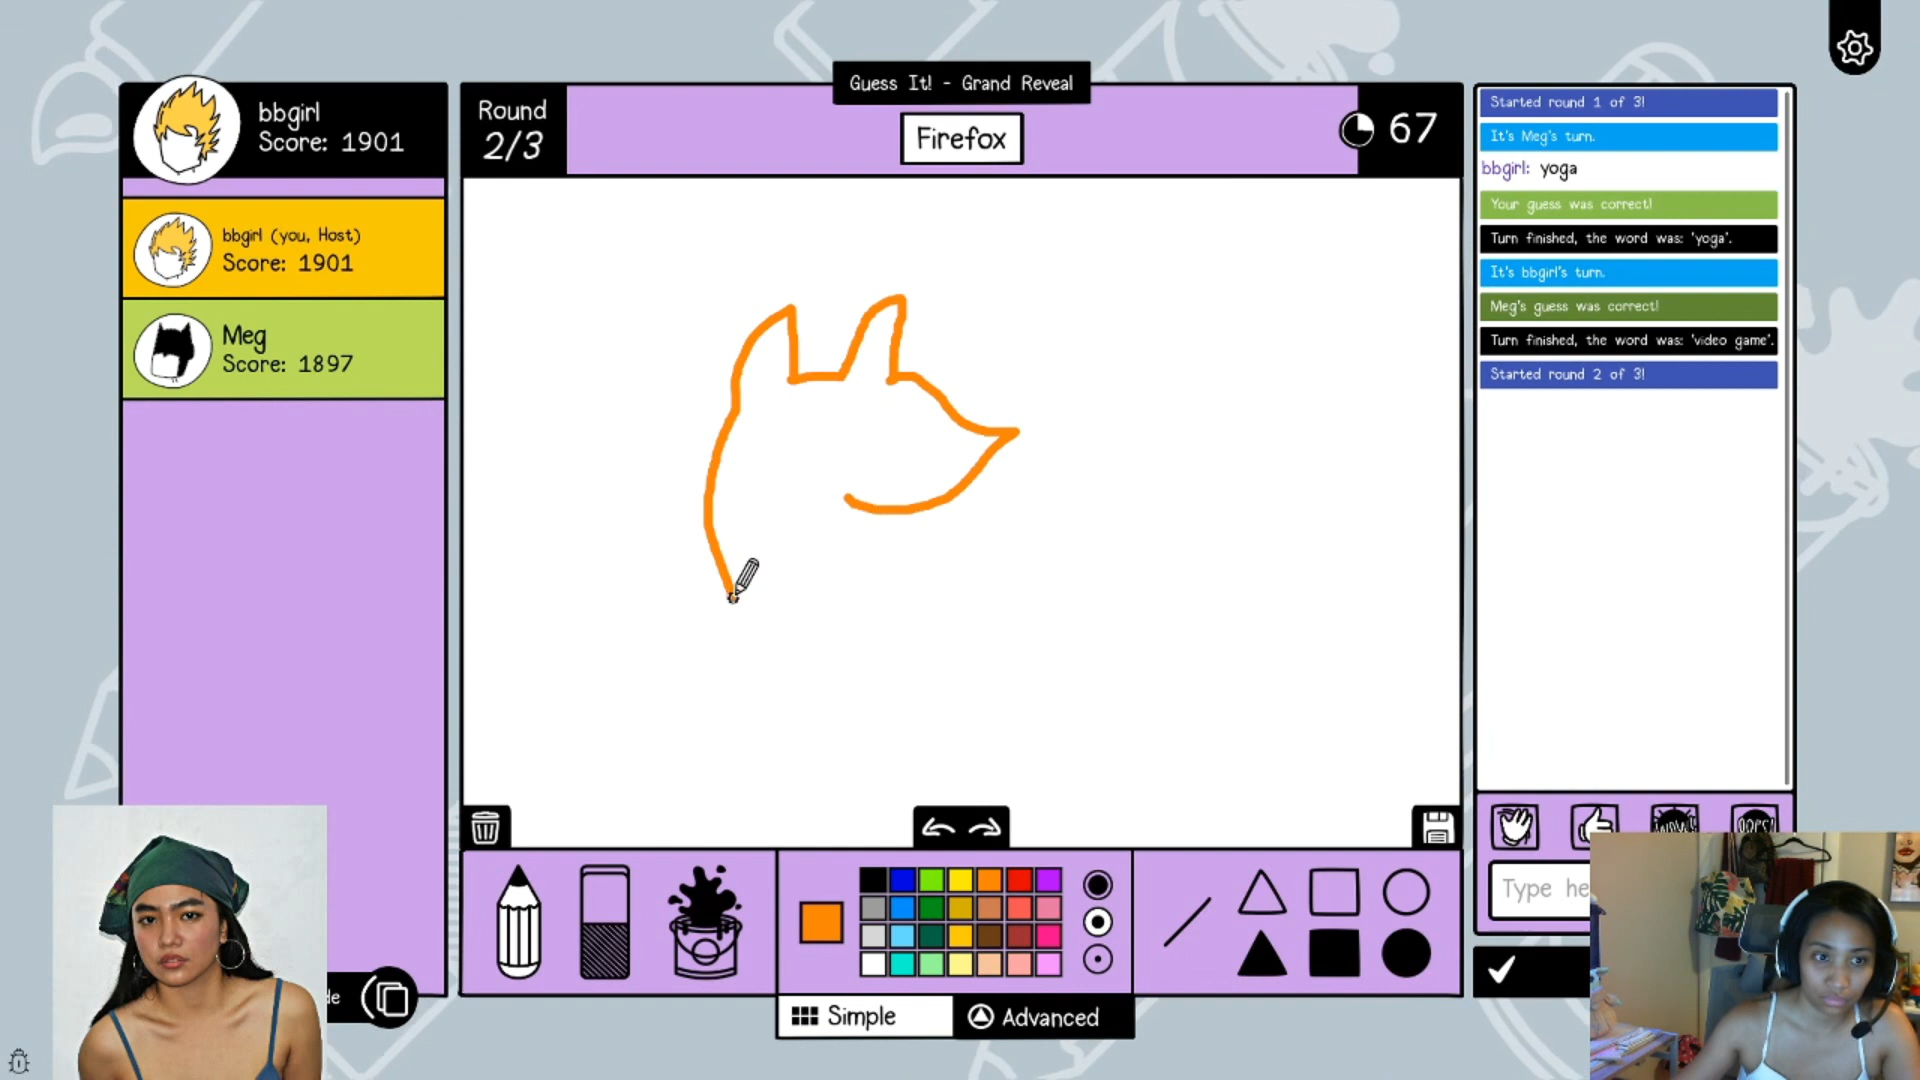 Guess It! - Grand Reveal
bbgirl
Score: 1901
Round
2/3
Firefox
67
bbgirl (you, Host)
Score: 1901
Meg
Score: 1897
Started round 1 of 3!
It's Meg's turn.
bbgirl: yoga
Your guess was correct!
Turn finished, the word was: 'yoga'.
It's bbgirl's turn.
Meg's guess was correct!
Turn finished, the word was: 'video game'.
Started round 2 of 3!
OOPS!
Type he
de
Simple
Advanced